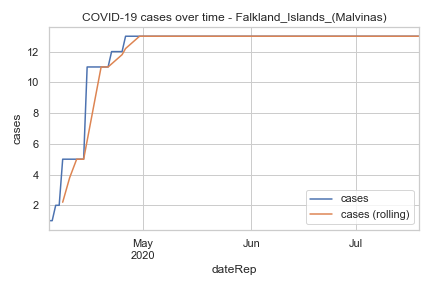 COVID-19 cases over time - Falkland_Islands_(Malvinas)
cases
12
10
8
6
4
2
cases
cases (rolling)
May
2020
Jun
Jul
dateRep